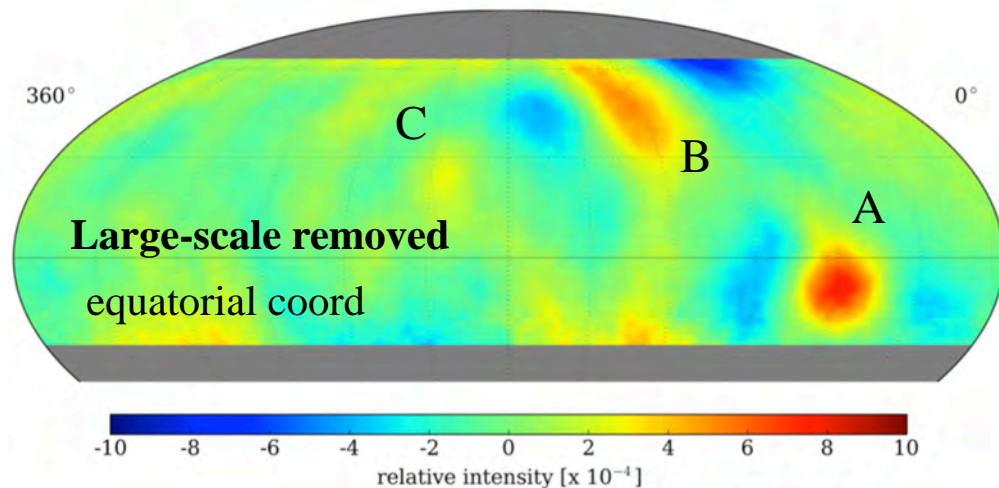 360°
0°
C
B
A
Large-scale removed
equatorial coord
-10 -8 -6 -4 -2 0 2 4 6 8 10
relative intensity [x 10⁻⁴]